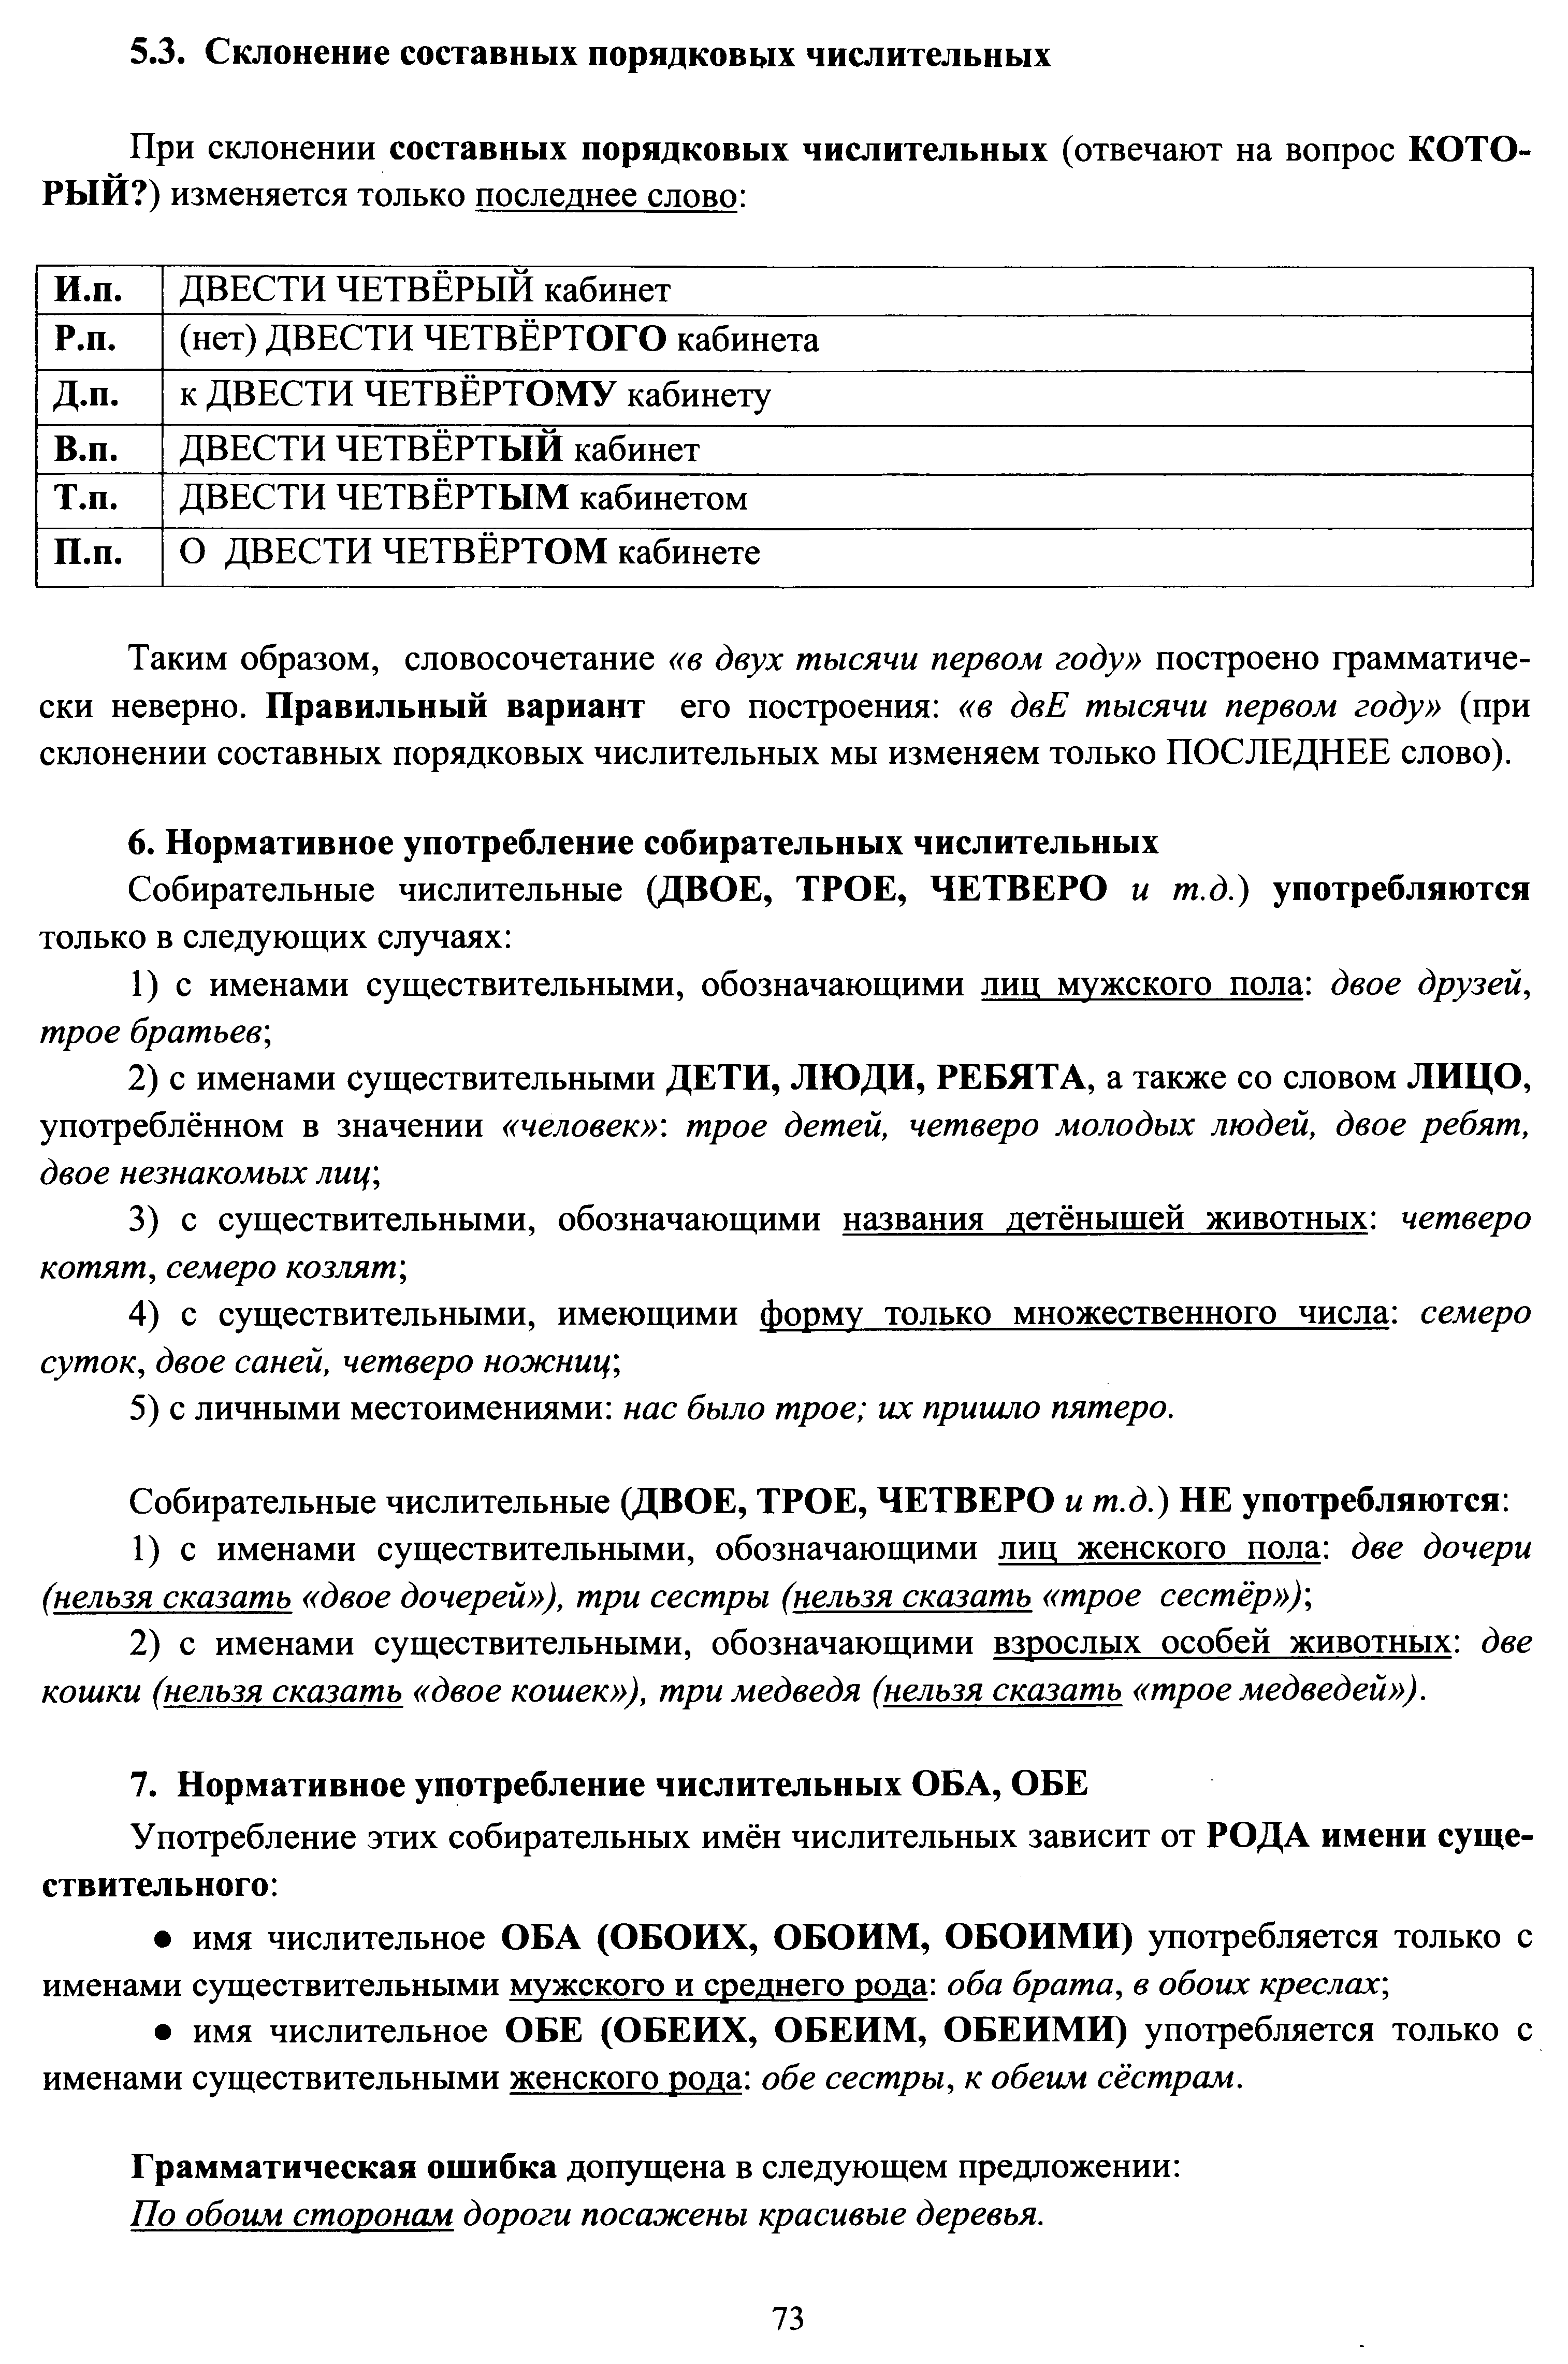 5.3. Склонение составных порядковых числительных
При склонении составных порядковых числительных (отвечают на вопрос КОТО-
РЫЙ?) изменяется только последнее слово:
И.п. ДВЕСТИ ЧЕТВЁРЫЙ кабинет
Р.п. (нет) ДВЕСТИ ЧЕТВЁРТОГО кабинета
Д.п. к ДВЕСТИ ЧЕТВЁРТОМУ кабинету
В.п. ДВЕСТИ ЧЕТВЁРТЫЙ кабинет
Т.п. ДВЕСТИ ЧЕТВЁРТЫМ кабинетом
П.п. О ДВЕСТИ ЧЕТВЁРТОМ кабинете
Таким образом, словосочетание «в двух тысячи первом году» построено грамматиче-
ски неверно. Правильный вариант его построения: «в двЕ тысячи первом году» (при
склонении составных порядковых числительных мы изменяем только ПОСЛЕДНЕЕ слово).
6. Нормативное употребление собирательных числительных
Собирательные числительные (ДВОЕ, ТРОЕ, ЧЕТВЕРО и т.д.) употребляются
только в следующих случаях:
1) с именами существительными, обозначающими лиц мужского пола: двое друзей,
трое братьев;
2) с именами существительными ДЕТИ, ЛЮДИ, РЕБЯТА, а также со словом ЛИЦО,
употреблённом в значении «человек»: трое детей, четверо молодых людей, двое ребят,
двое незнакомых лиц;
3) с существительными, обозначающими названия детёнышей животных: четверо
котят, семеро козлят;
4) с существительными, имеющими форму только множественного числа: семеро
суток, двое саней, четверо ножниц;
5) с личными местоимениями: нас было трое; их пришло пятеро.
Собирательные числительные (ДВОЕ, ТРОЕ, ЧЕТВЕРО и т.д.) НЕ употребляются:
1) с именами существительными, обозначающими лиц женского пола: две дочери
(нельзя сказать «двое дочерей»), три сестры (нельзя сказать «трое сестёр»);
2) с именами существительными, обозначающими взрослых особей животных: две
кошки (нельзя сказать «двое кошек»), три медведя (нельзя сказать «трое медведей»).
7. Нормативное употребление числительных ОБА, ОБЕ
Употребление этих собирательных имён числительных зависит от РОДА имени суще-
ствительного:
• имя числительное ОБА (ОБОИХ, ОБОИМ, ОБОИМИ) употребляется только с
именами существительными мужского и среднего рода: оба брата, в обоих креслах;
• имя числительное ОБЕ (ОБЕИХ, ОБЕИМ, ОБЕИМИ) употребляется только с
именами существительными женского рода: обе сестры, к обеим сёстрам.
Грамматическая ошибка допущена в следующем предложении:
По обоим сторонам дороги посажены красивые деревья.
73